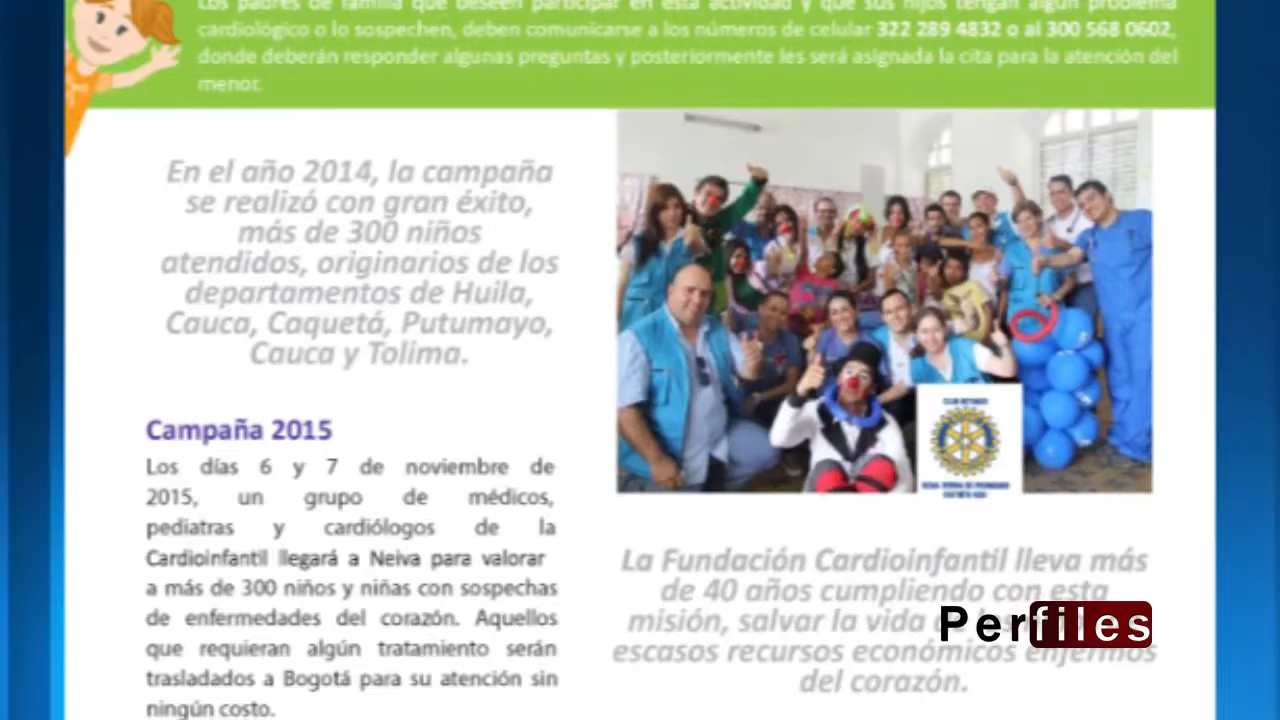 Los padres de familia que deseen participar en esta actividad y que sus hijos tengan algún problema
cardiológico o lo sospechen, deben comunicarse a los números de celular 322 289 4832 o al 300 568 0602,
donde deberán responder algunas preguntas y posteriormente les será asignada la cita para la atención del
menor.
En el año 2014, la campaña
se realizó con gran éxito,
más de 300 niños
atendidos, originarios de los
departamentos de Huila,
Cauca, Caquetá, Putumayo,
Cauca y Tolima.
Campaña 2015
Los días 6 y 7 de noviembre de
2015, un grupo de médicos,
pediatras y cardiólogos de la
Cardioinfantil llegará a Neiva para valorar
a más de 300 niños y niñas con sospechas
de enfermedades del corazón. Aquellos
que requieran algún tratamiento serán
trasladados a Bogotá para su atención sin
ningún costo.
CLUB ROTARIO
La Fundación Cardioinfantil lleva más
de 40 años cumpliendo con esta
misión, salvar la vida
escasos recursos económicos enfermos
del corazón.
Perfiles